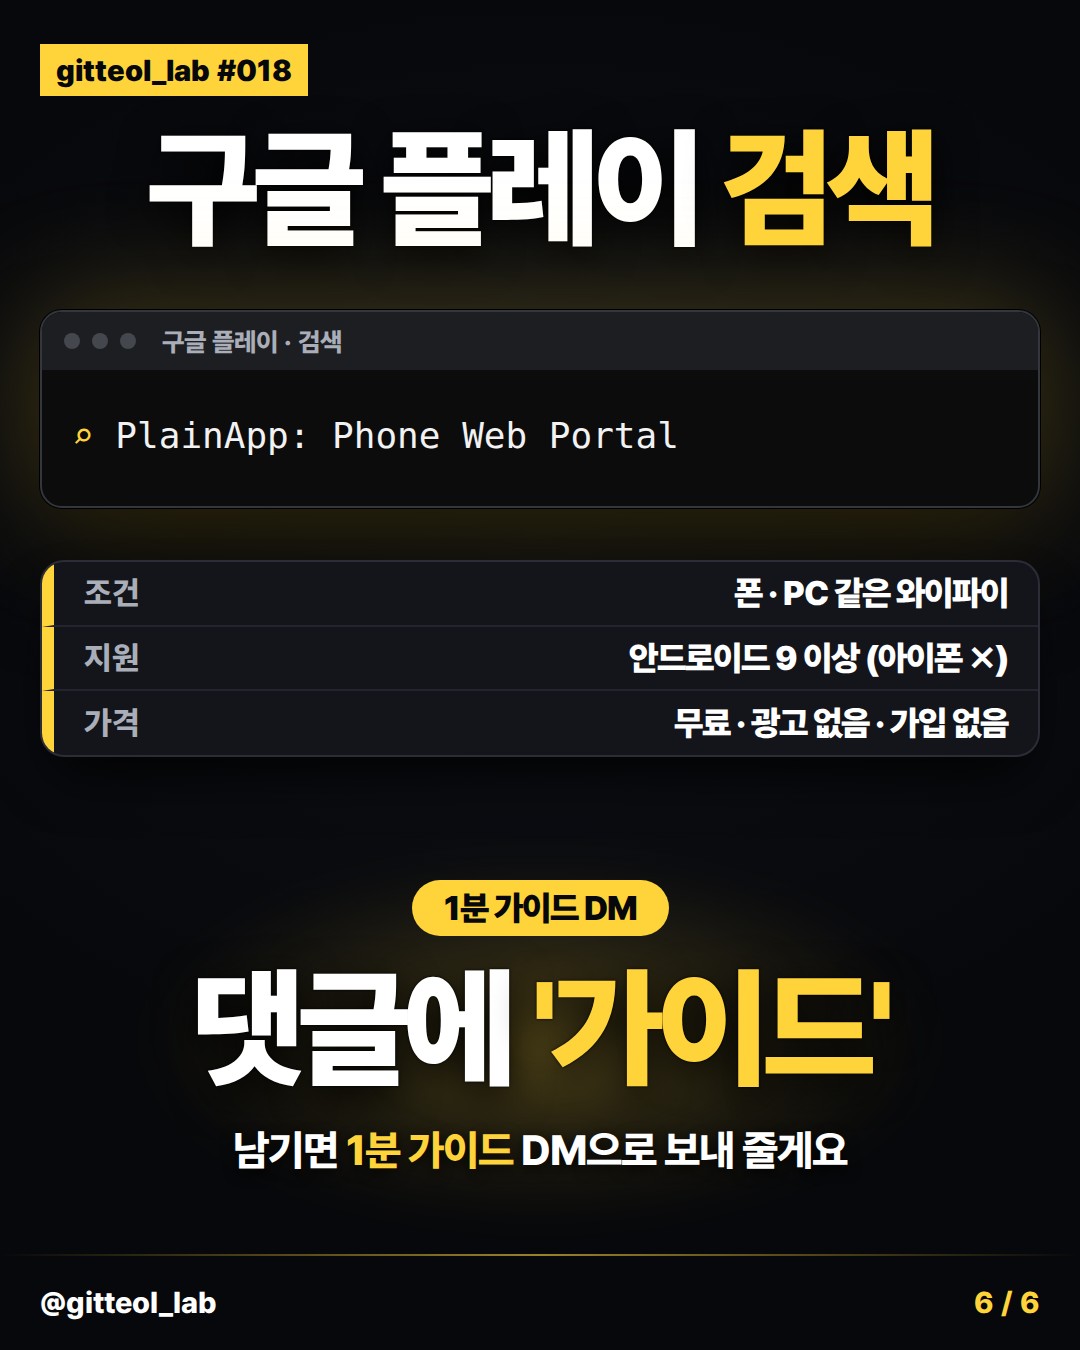 gitteol_lab #018
구글 플레이 검색
구글 플레이 · 검색
⌕ PlainApp: Phone Web Portal
조건 폰 · PC 같은 와이파이
지원 안드로이드 9 이상 (아이폰 ✕)
가격 무료 · 광고 없음 · 가입 없음
1분 가이드 DM
댓글에 '가이드'
남기면 1분 가이드 DM으로 보내 줄게요
@gitteol_lab 6 / 6